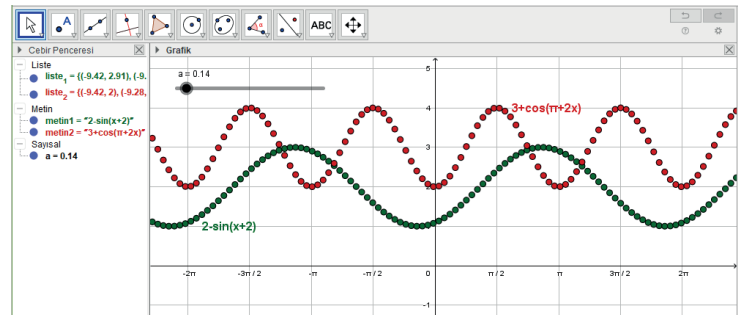 ABC
Cebir Penceresi
Grafik
Liste
liste1 = {(-9.42, 2.91), (-9.
liste2 = {(-9.42, 2), (-9.28,
Metin
metin1 = "2-sin(x+2)"
metin2 = "3+cos(π+2x)"
Sayısal
a = 0.14
a = 0.14
3+cos(π+2x)
2-sin(x+2)
5
4
3
2
1
-2π -3π / 2 -π -π / 2 0 π / 2 π 3π / 2 2π
-1